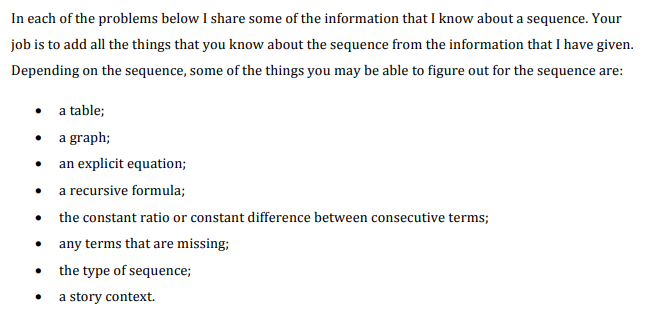 In each of the problems below I share some of the information that I know about a sequence. Your
job is to add all the things that you know about the sequence from the information that I have given.
Depending on the sequence, some of the things you may be able to figure out for the sequence are:
• a table;
• a graph;
• an explicit equation;
• a recursive formula;
• the constant ratio or constant difference between consecutive terms;
• any terms that are missing;
• the type of sequence;
• a story context.